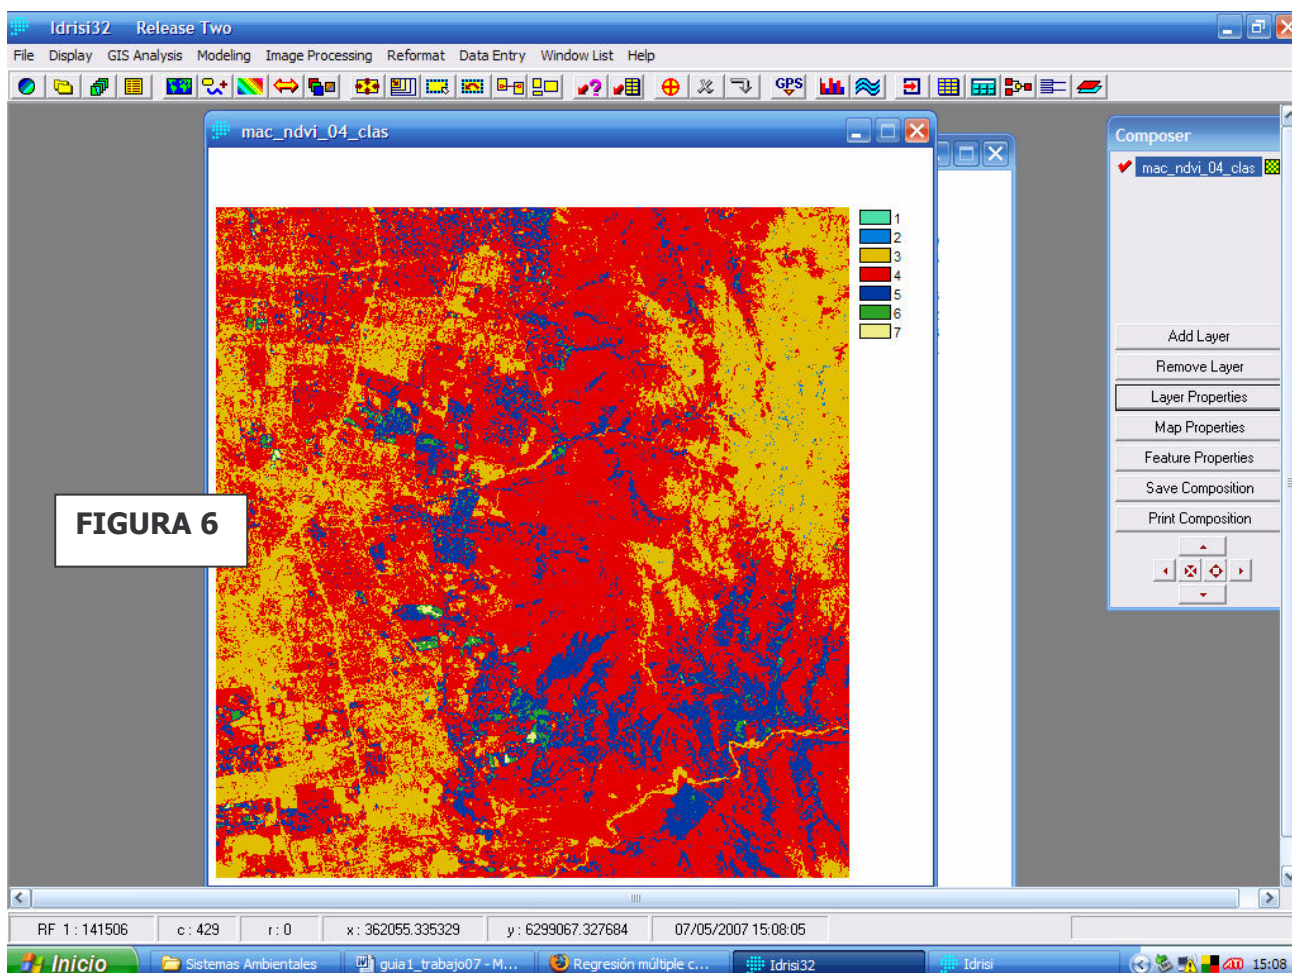 Idrisi32 Release Two
File Display GIS Analysis Modeling Image Processing Reformat Data Entry Window List Help
GPS
mac_ndvi_04_clas
1
2
3
4
5
6
7
FIGURA 6
Composer
mac_ndvi_04_clas
Add Layer
Remove Layer
Layer Properties
Map Properties
Feature Properties
Save Composition
Print Composition
RF 1 : 141506 c : 429 r : 0 x : 362055.335329 y : 6299067.327684 07/05/2007 15:08:05
Inicio Sistemas Ambientales guia1_trabajo07 - M... Regresión múltiple c... Idrisi32 Idrisi ATI 15:08